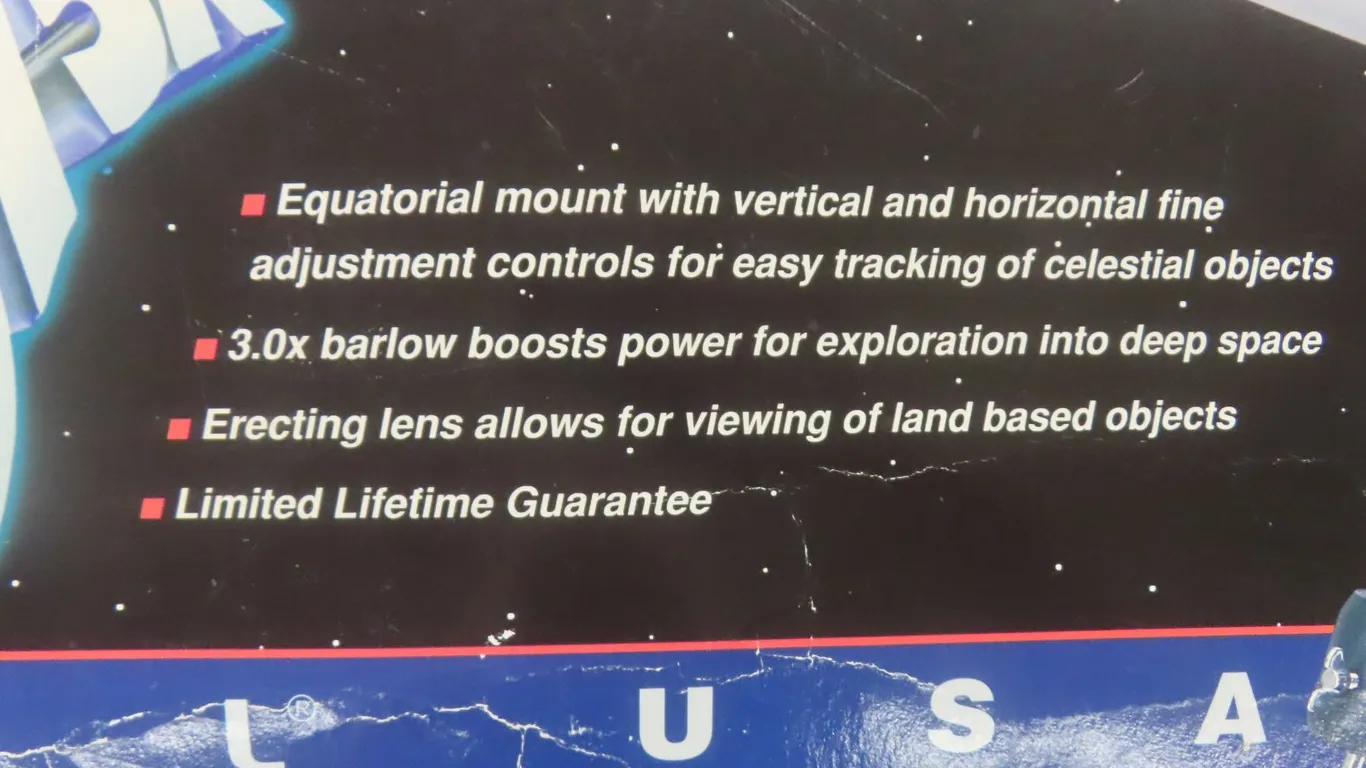 ■ Equatorial mount with vertical and horizontal fine
adjustment controls for easy tracking of celestial objects
■ 3.0x barlow boosts power for exploration into deep space
■ Erecting lens allows for viewing of land based objects
■ Limited Lifetime Guarantee
L® U S A